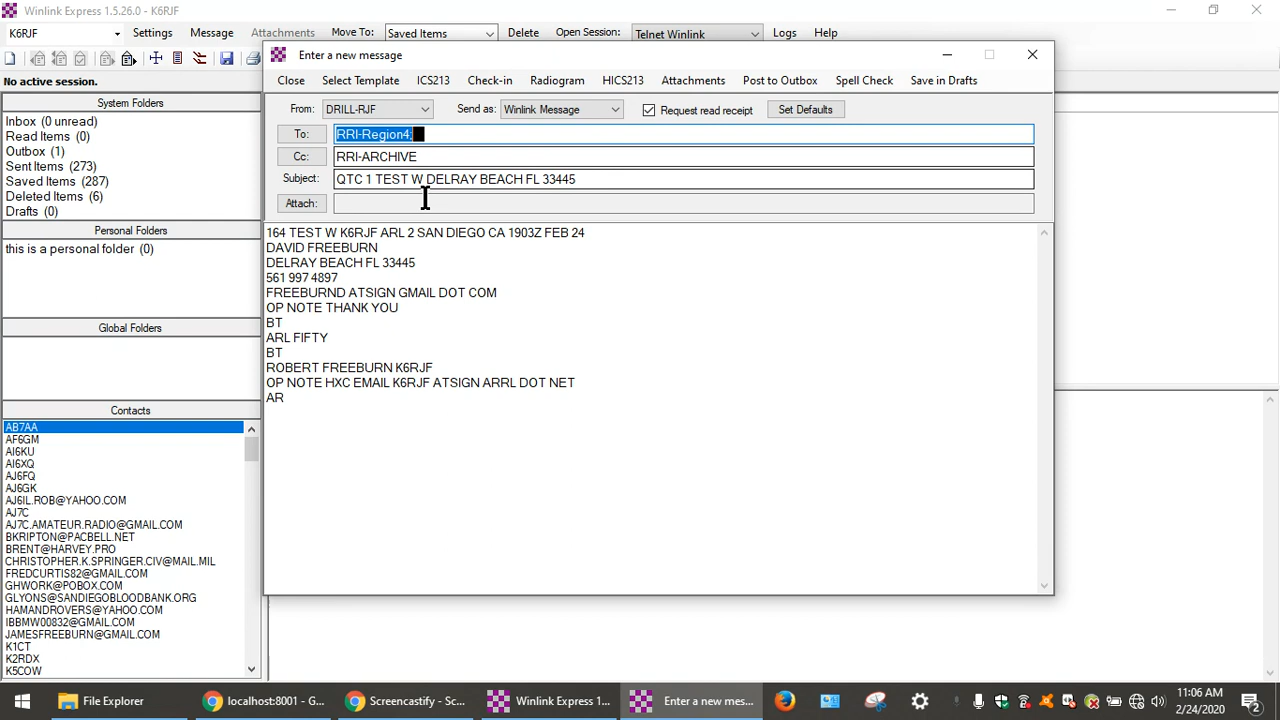 Winlink Express 1.5.26.0 - K6RJF
K6RJF Settings Message Attachments Move To: Saved Items Delete Open Session: Telnet Winlink Logs Help
No active session.
System Folders
Inbox (0 unread)
Read Items (0)
Outbox (1)
Sent Items (273)
Saved Items (287)
Deleted Items (6)
Drafts (0)
Personal Folders
this is a personal folder (0)
Global Folders
Contacts
AB7AA
AF6GM
AI6KU
AI6XQ
AJ6FQ
AJ6GK
AJ6IL.ROB@YAHOO.COM
AJ7C
AJ7C.AMATEUR.RADIO@GMAIL.COM
BKRIPTON@PACBELL.NET
BRENT@HARVEY.PRO
CHRISTOPHER.K.SPRINGER.CIV@MAIL.MIL
FREDCURTIS82@GMAIL.COM
GHWORK@POBOX.COM
GLYONS@SANDIEGOBLOODBANK.ORG
HAMANDROVERS@YAHOO.COM
IBBMW00832@GMAIL.COM
JAMESFREEBURN@GMAIL.COM
K1CT
K2RDX
K5COW
Enter a new message
Close Select Template ICS213 Check-in Radiogram HICS213 Attachments Post to Outbox Spell Check Save in Drafts
From: DRILL-RJF Send as: Winlink Message Request read receipt Set Defaults
To: RRI-Region4;
Cc: RRI-ARCHIVE
Subject: QTC 1 TEST W DELRAY BEACH FL 33445
Attach:
164 TEST W K6RJF ARL 2 SAN DIEGO CA 1903Z FEB 24
DAVID FREEBURN
DELRAY BEACH FL 33445
561 997 4897
FREEBURND ATSIGN GMAIL DOT COM
OP NOTE THANK YOU
BT
ARL FIFTY
BT
ROBERT FREEBURN K6RJF
OP NOTE HXC EMAIL K6RJF ATSIGN ARRL DOT NET
AR
File Explorer localhost:8001 - G... Screencastify - Sc... Winlink Express 1... Enter a new mess... 11:06 AM
2/24/2020 2